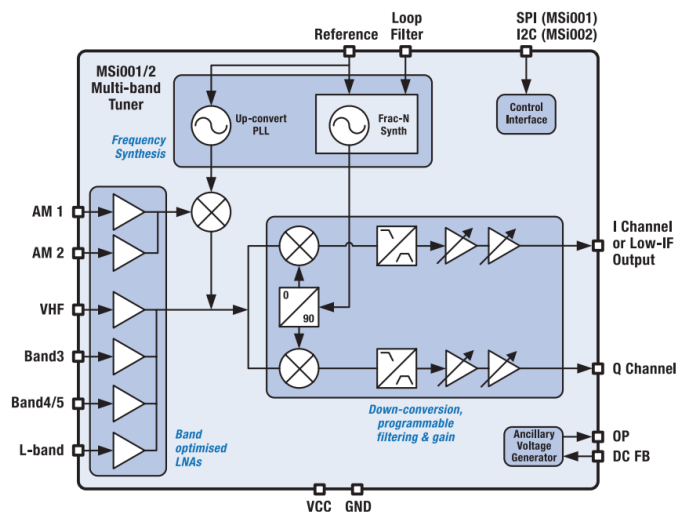 Reference
Loop
Filter
SPI (MSi001)
I2C (MSi002)
MSi001/2
Multi-band
Tuner
Up-convert
PLL
Frac-N
Synth
Control
Interface
Frequency
Synthesis
AM 1
AM 2
VHF
Band3
Band4/5
L-band
0
90
I Channel
or Low-IF
Output
Q Channel
Band
optimised
LNAs
Down-conversion,
programmable
filtering & gain
Ancillary
Voltage
Generator
OP
DC FB
VCC
GND